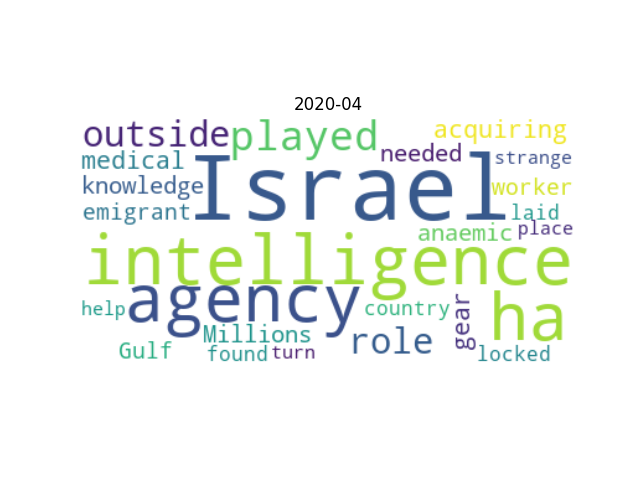 2020-04
outside played acquiring
medical Israel needed strange
knowledge worker
emigrant laid
anaemic place
intelligence
help agency country gear ha
Millions role
Gulf found turn locked